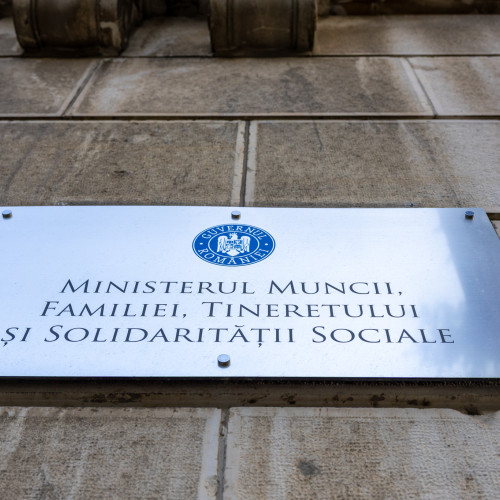 GUVERNUL
ROMÂNIEI
MINISTERUL MUNCII,
FAMILIEI, TINERETULUI
ȘI SOLIDARITĂȚII SOCIALE